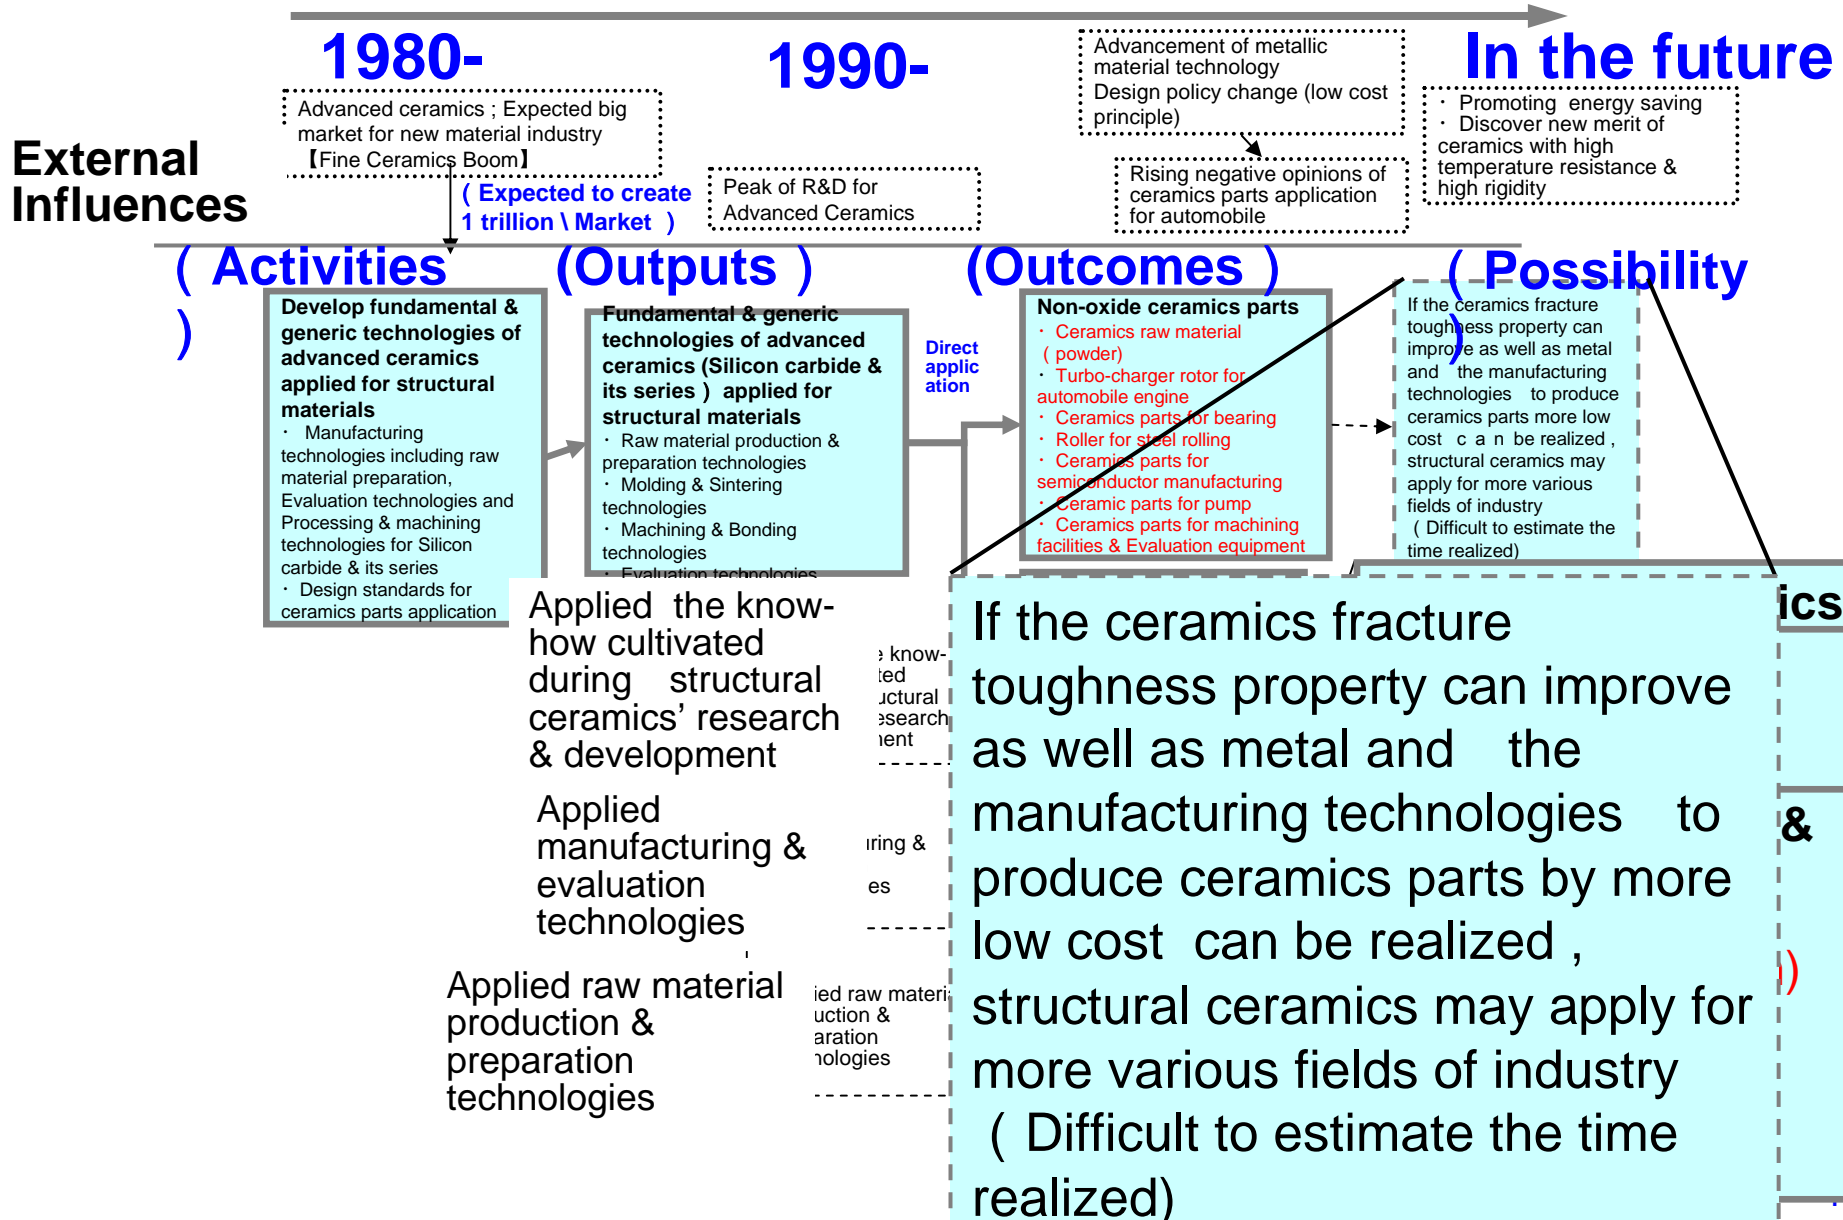 1980-
1990-
In the future
External
Influences
Advanced ceramics ; Expected big
market for new material industry
【Fine Ceramics Boom】
( Expected to create
1 trillion \ Market )
Peak of R&D for
Advanced Ceramics
Advancement of metallic
material technology
Design policy change (low cost
principle)
Rising negative opinions of
ceramics parts application
for automobile
・ Promoting energy saving
・ Discover new merit of
ceramics with high
temperature resistance &
high rigidity
( Activities
)
(Outputs )
(Outcomes )
( Possibility
)
Develop fundamental &
generic technologies of
advanced ceramics
applied for structural
materials
・ Manufacturing
technologies including raw
material preparation,
Evaluation technologies and
Processing & machining
technologies for Silicon
carbide & its series
・ Design standards for
ceramics parts application
Fundamental & generic
technologies of advanced
ceramics (Silicon carbide &
its series ) applied for
structural materials
・ Raw material production &
preparation technologies
・ Molding & Sintering
technologies
・ Machining & Bonding
technologies
・ Evaluation technologies
Direct
applic
ation
Non-oxide ceramics parts
・ Ceramics raw material
( powder)
・ Turbo-charger rotor for
automobile engine
・ Ceramics parts for bearing
・ Roller for steel rolling
・ Ceramics parts for
semiconductor manufacturing
・ Ceramic parts for pump
・ Ceramics parts for machining
facilities & Evaluation equipment
If the ceramics fracture
toughness property can
improve as well as metal
and the manufacturing
technologies to produce
ceramics parts more low
cost c a n be realized ,
structural ceramics may
apply for more various
fields of industry
( Difficult to estimate the
time realized)
Applied the know-
how cultivated
during structural
ceramics' research
& development
know-
Applied
manufacturing &
evaluation
technologies
&
Applied raw material
production &
preparation
technologies
raw
&
If the ceramics fracture
toughness property can improve
as well as metal and the
manufacturing technologies to
produce ceramics parts by more
low cost can be realized ,
structural ceramics may apply for
more various fields of industry
( Difficult to estimate the time
realized)
ics
&
)